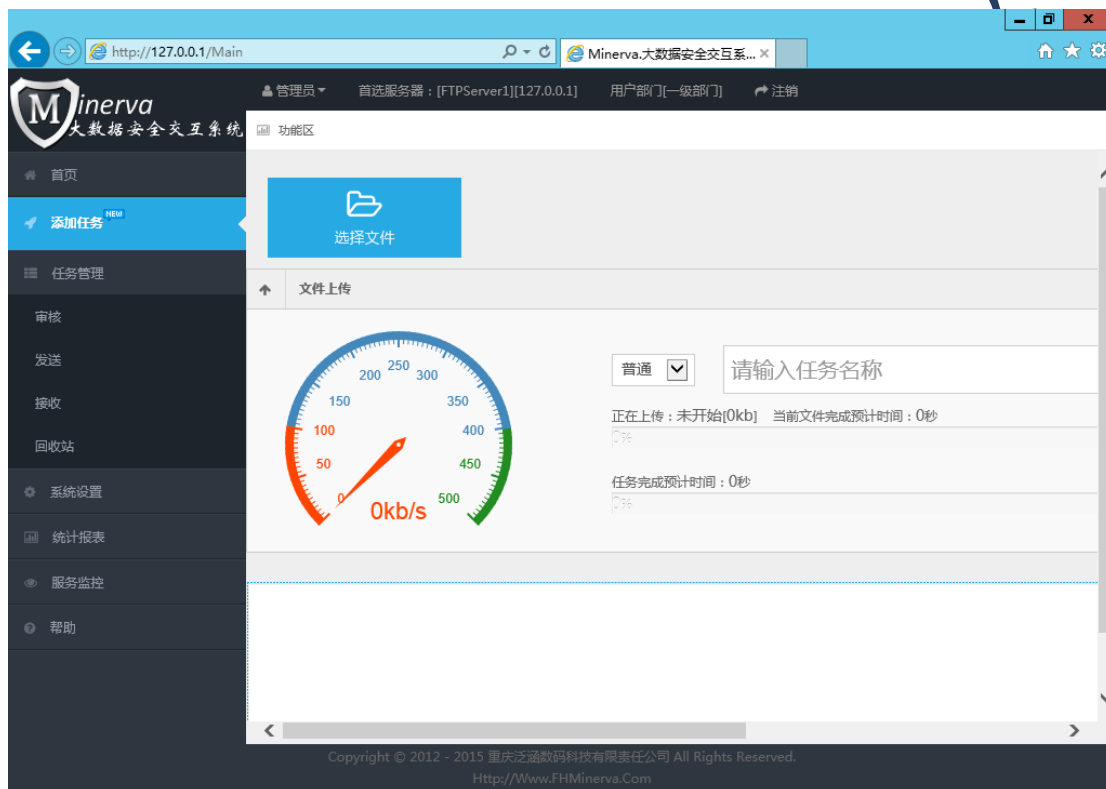 http://127.0.0.1/Main
Minerva.大数据安全交互系...
Minerva
大数据安全交互系统
管理员
首选服务器：[FTPServer1][127.0.0.1]
用户部门[一级部门]
注销
功能区
首页
添加任务 NEW
任务管理
审核
发送
接收
回收站
系统设置
统计报表
服务监控
帮助
选择文件
文件上传
0
50
100
150
200
250
300
350
400
450
500
0kb/s
普通
请输入任务名称
正在上传：未开始[0kb] 当前文件完成预计时间：0秒
0%
任务完成预计时间：0秒
0%
Copyright © 2012 - 2015 重庆泛涵数码科技有限责任公司 All Rights Reserved.
Http://Www.FHMinerva.Com